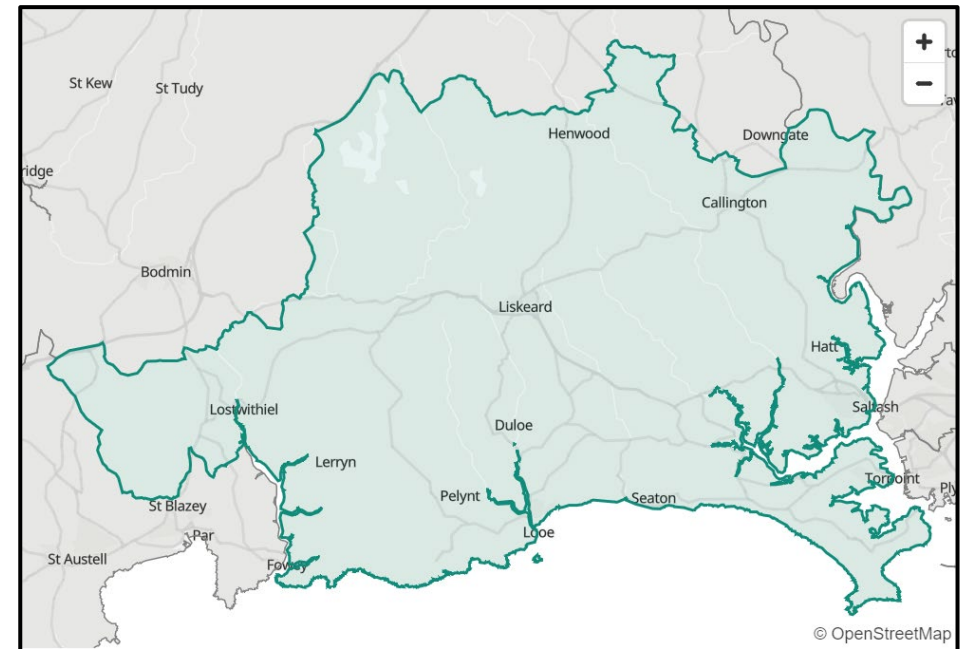 St Kew
St Tudy
Henwood
Downgate
ridge
Callington
Bodmin
Liskeard
Hatt
Lostwithiel
Saltash
Duloe
Lerryn
Torpoint
Pelynt
Seaton
St Blazey
Looe
Par
St Austell
Fowey
+
−
© OpenStreetMap